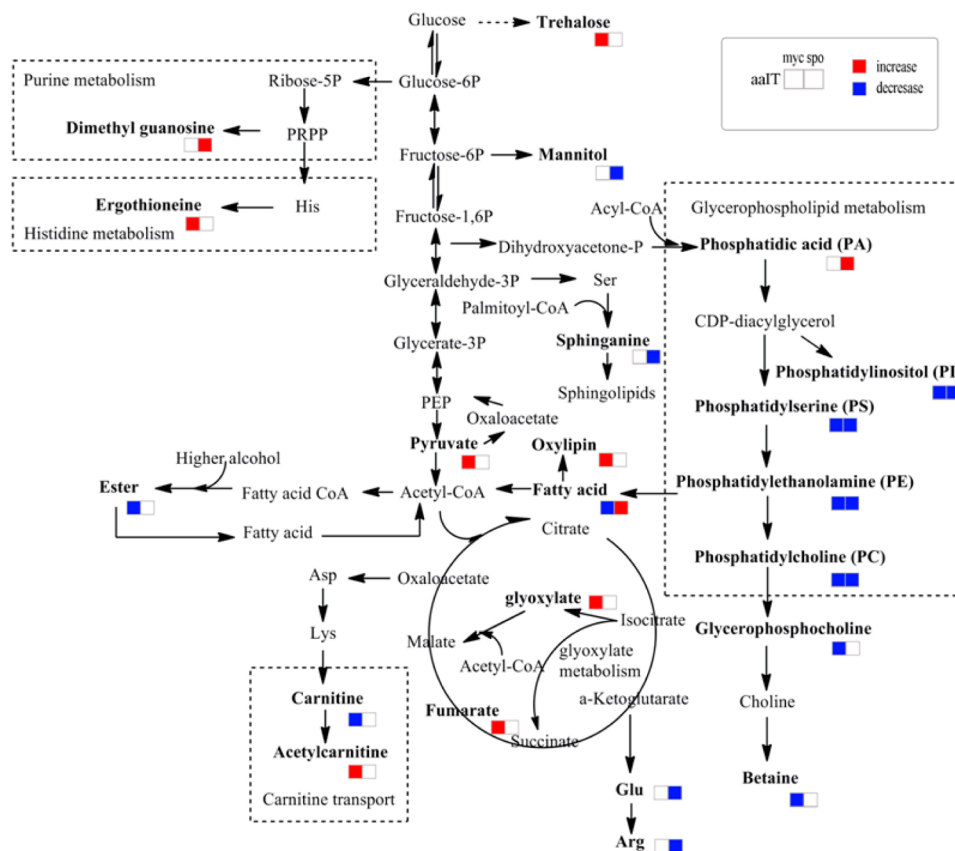 Glucose
Trehalose
myc spo
aaIT
increase
decresase
Purine metabolism
Ribose-5P
Glucose-6P
Dimethyl guanosine
PRPP
Fructose-6P
Mannitol
Ergothioneine
His
Histidine metabolism
Fructose-1,6P
Acyl-CoA
Glycerophospholipid metabolism
Dihydroxyacetone-P
Phosphatidic acid (PA)
Glyceraldehyde-3P
Ser
Palmitoyl-CoA
CDP-diacylglycerol
Glycerate-3P
Sphinganine
Phosphatidylinositol (PI
Sphingolipids
PEP
Oxaloacetate
Phosphatidylserine (PS)
Pyruvate
Oxylipin
Higher alcohol
Ester
Fatty acid CoA
Acetyl-CoA
Fatty acid
Phosphatidylethanolamine (PE)
Fatty acid
Citrate
Phosphatidylcholine (PC)
Asp
Oxaloacetate
glyoxylate
Isocitrate
Glycerophosphocholine
Lys
Malate
Acetyl-CoA
glyoxylate
metabolism
Carnitine
Fumarate
a-Ketoglutarate
Choline
Succinate
Acetylcarnitine
Carnitine transport
Glu
Betaine
Arg